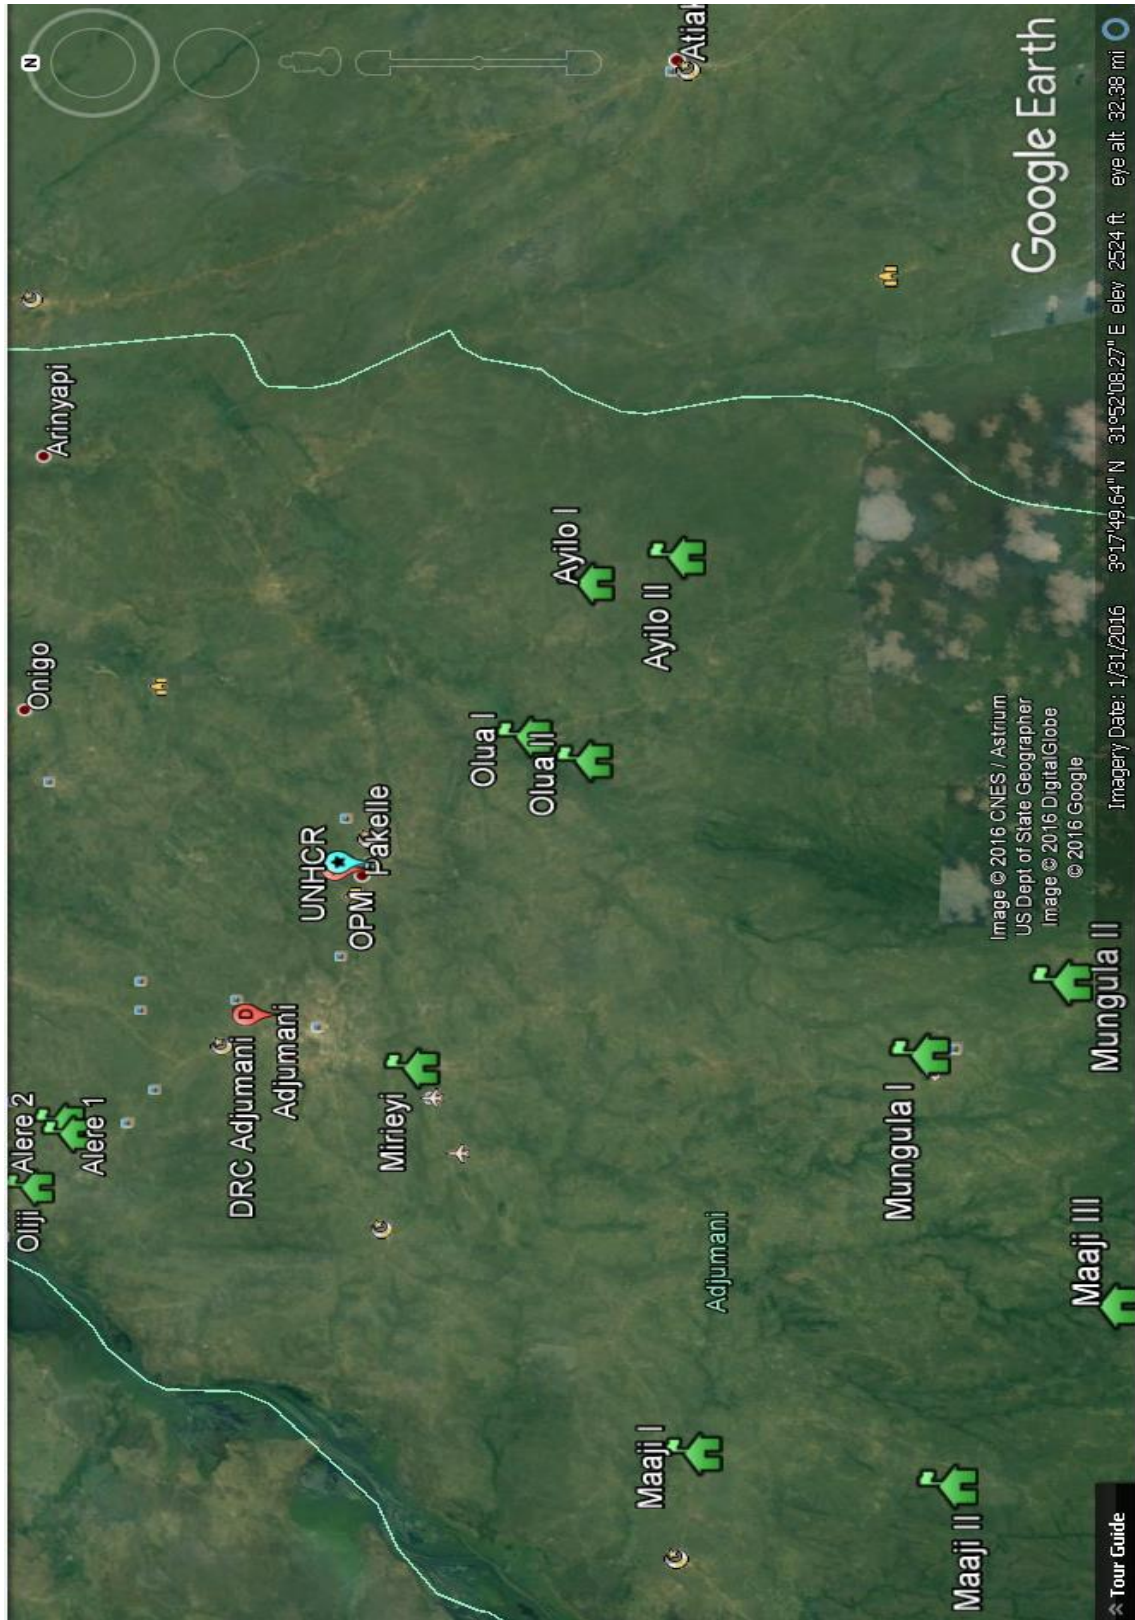 N
Atiak
Arinyapi
Onigo
Ayilo I
Ayilo II
Olua I
Olua II
UNHCR
OPM
Pakelle
D
DRC Adjumani
Adjumani
Mirieyi
Alere 2
Alere 1
Oliji
Mungula I
Mungula II
Adjumani
Maaji I
Maaji II
Maaji III
Image © 2016 CNES / Astrium
US Dept of State Geographer
Image © 2016 DigitalGlobe
© 2016 Google
Google Earth
Tour Guide
Imagery Date: 1/31/2016 3°17'49.64" N 31°52'08.27" E elev 2524 ft eye alt 32.38 mi